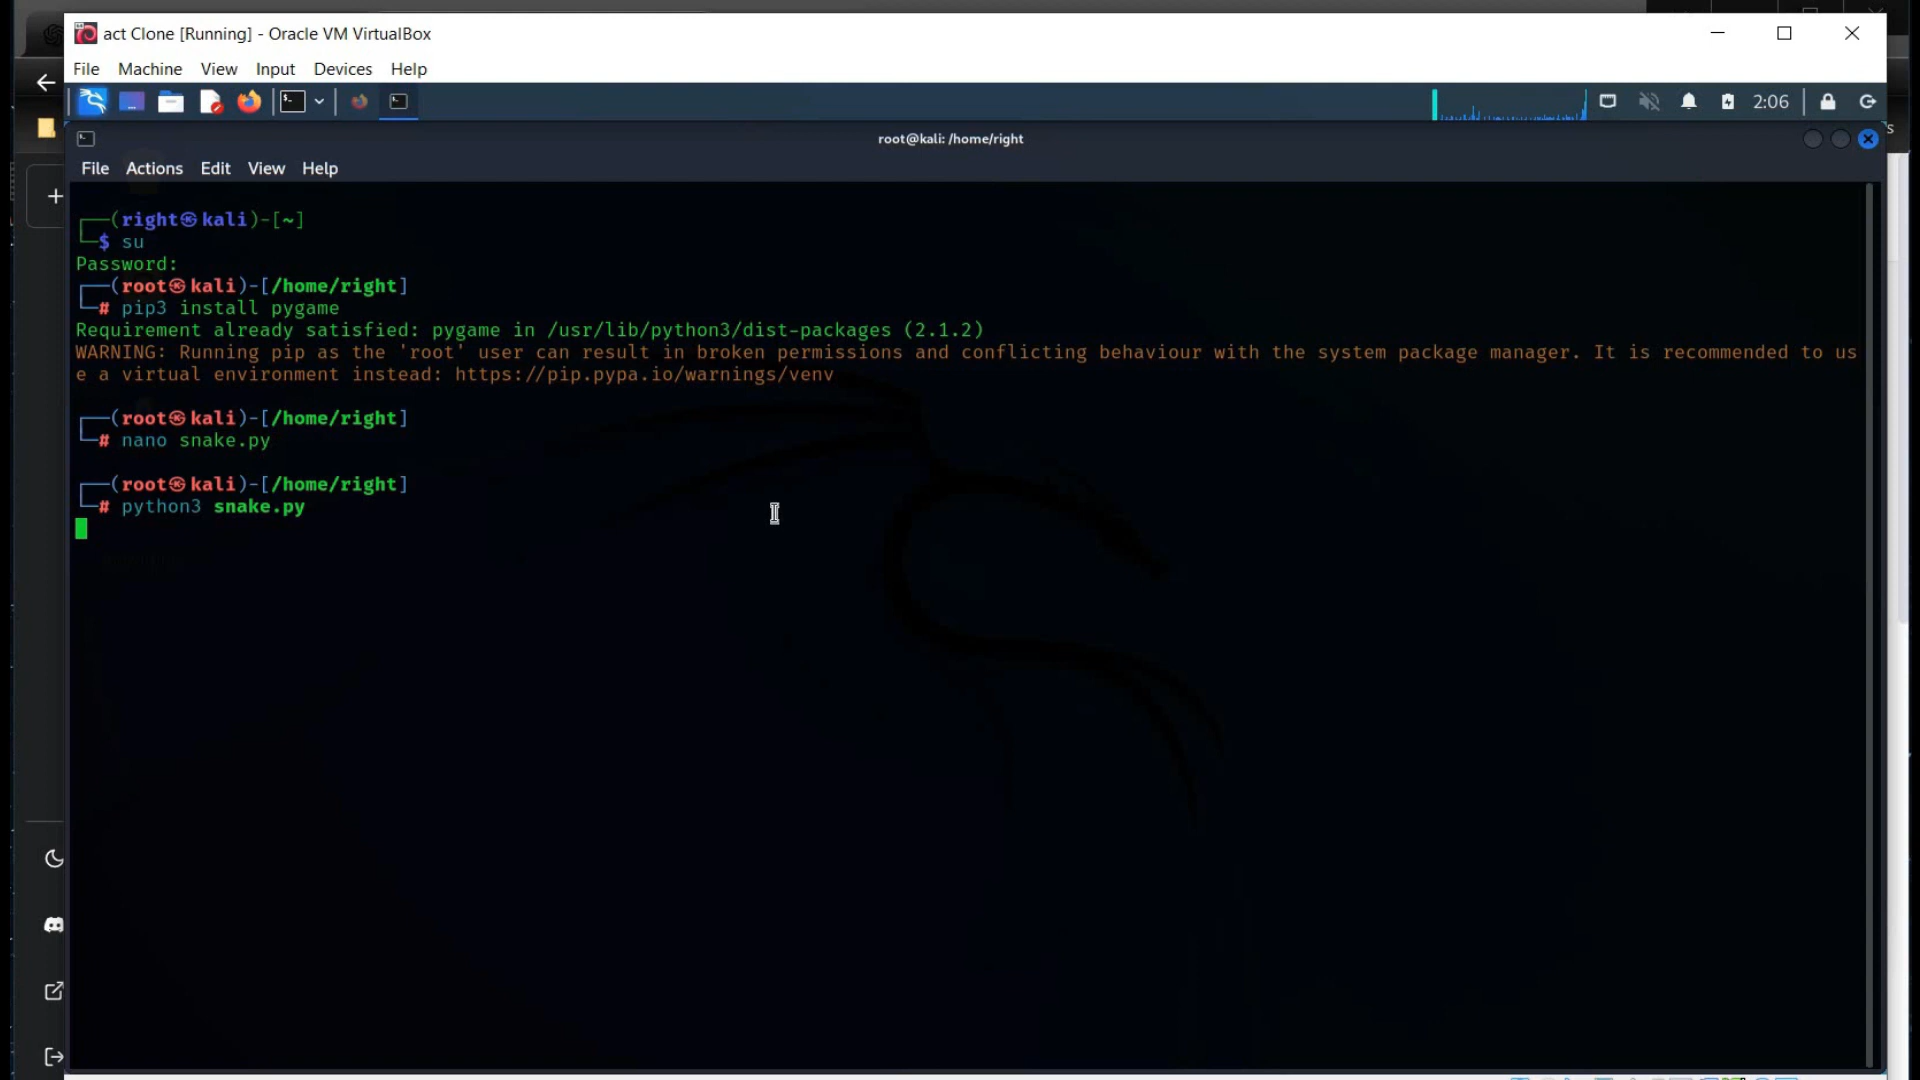 act Clone [Running] - Oracle VM VirtualBox
File Machine View Input Devices Help
2:06
root@kali: /home/right
File Actions Edit View Help
┌──(right㉿kali)-[~]
└─$ su
Password:
┌──(root㉿kali)-[/home/right]
└─# pip3 install pygame
Requirement already satisfied: pygame in /usr/lib/python3/dist-packages (2.1.2)
WARNING: Running pip as the 'root' user can result in broken permissions and conflicting behaviour with the system package manager. It is recommended to us
e a virtual environment instead: https://pip.pypa.io/warnings/venv
┌──(root㉿kali)-[/home/right]
└─# nano snake.py
┌──(root㉿kali)-[/home/right]
└─# python3 snake.py